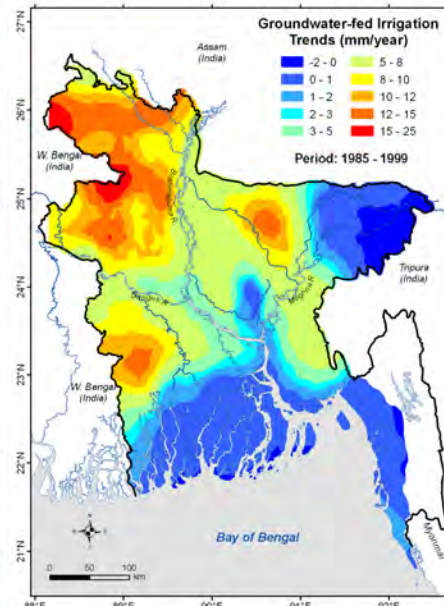 Groundwater-fed Irrigation
Trends (mm/year)
-2 - 0
0 - 1
1 - 2
2 - 3
3 - 5
5 - 8
8 - 10
10 - 12
12 - 15
15 - 25
Period: 1985 - 1999
Assam
(India)
W. Bengal
(India)
Tripura
(India)
W. Bengal
(India)
Myanmar
Bay of Bengal
26°N
25°N
24°N
23°N
22°N
21°N
0 50 100
km